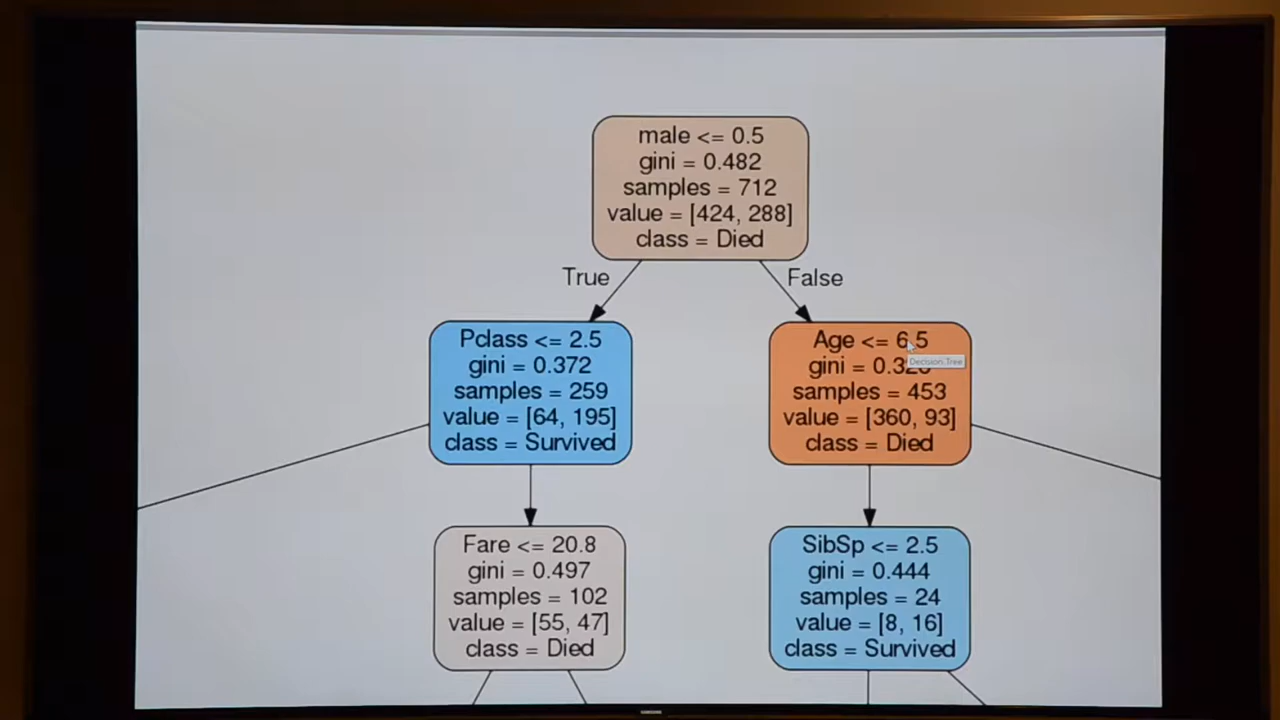 male <= 0.5
gini = 0.482
samples = 712
value = [424, 288]
class = Died
True
False
Pclass <= 2.5
gini = 0.372
samples = 259
value = [64, 195]
class = Survived
Age <= 6.5
Decision Tree
gini =
samples = 453
value = [360, 93]
class = Died
Fare <= 20.8
gini = 0.497
samples = 102
value = [55, 47]
class = Died
SibSp <= 2.5
gini = 0.444
samples = 24
value = [8, 16]
class = Survived